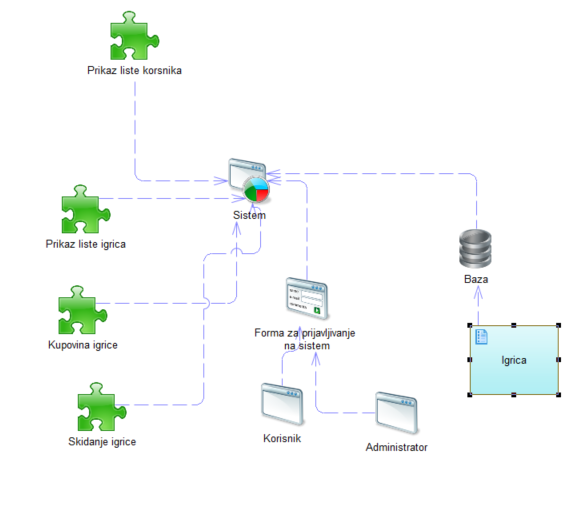 Prikaz liste korsnika
Sistem
Prikaz liste igrica
Baza
Forma za prijavljivanje
na sistem
Kupovina igrice
Igrica
Korisnik
Skidanje igrice
Administrator